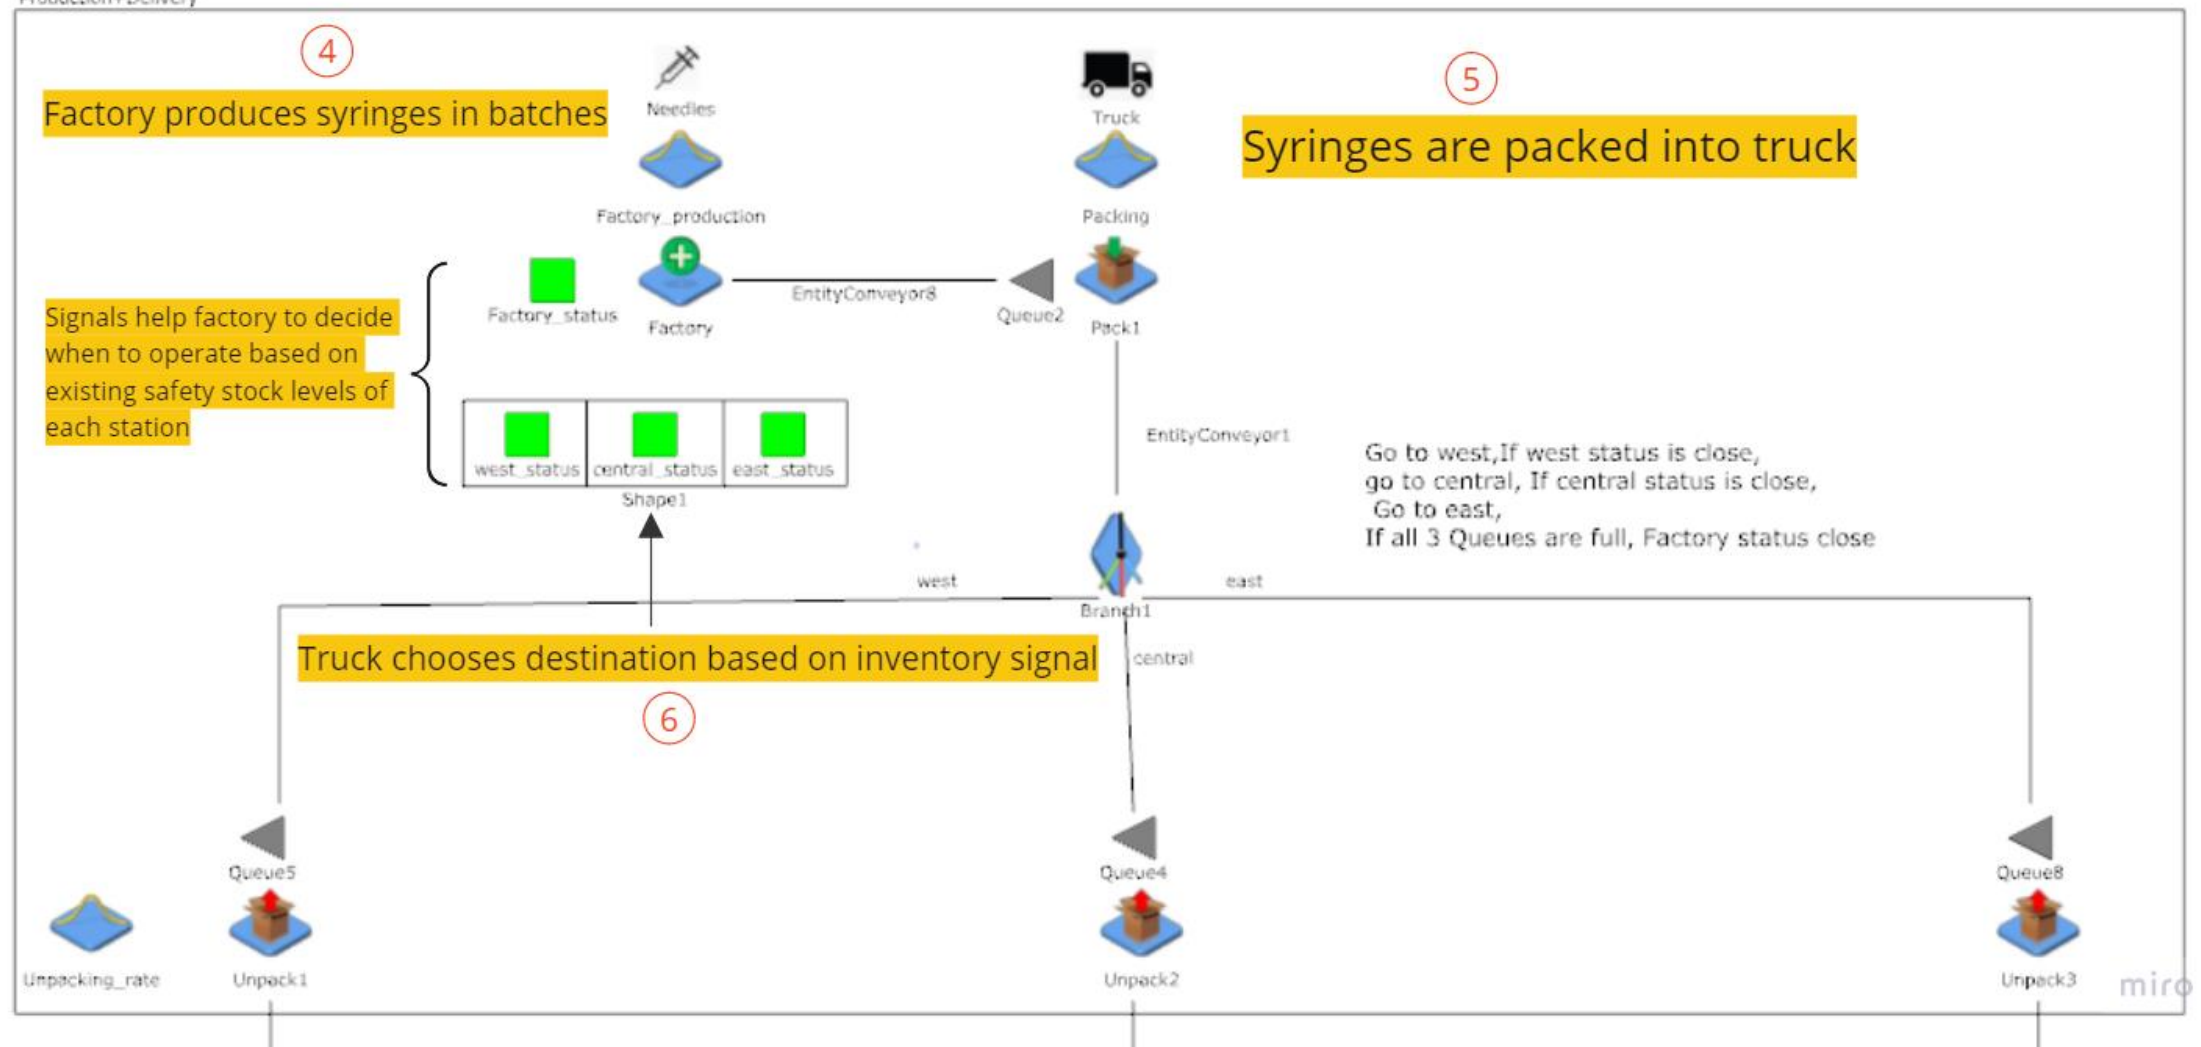 Production+Delivery
4
Factory produces syringes in batches
Needles
Truck
5
Syringes are packed into truck
Factory_production
Packing
Signals help factory to decide
when to operate based on
existing safety stock levels of
each station
Factory_status
Factory
EntityConveyor8
Queue2
Pack1
west_status
central_status
east_status
Shape1
EntityConveyor1
Go to west,If west status is close,
go to central, If central status is close,
Go to east,
If all 3 Queues are full, Factory status close
west
east
Branch1
Truck chooses destination based on inventory signal
central
6
Queue5
Queue4
Queue8
Unpacking_rate
Unpack1
Unpack2
Unpack3
miro